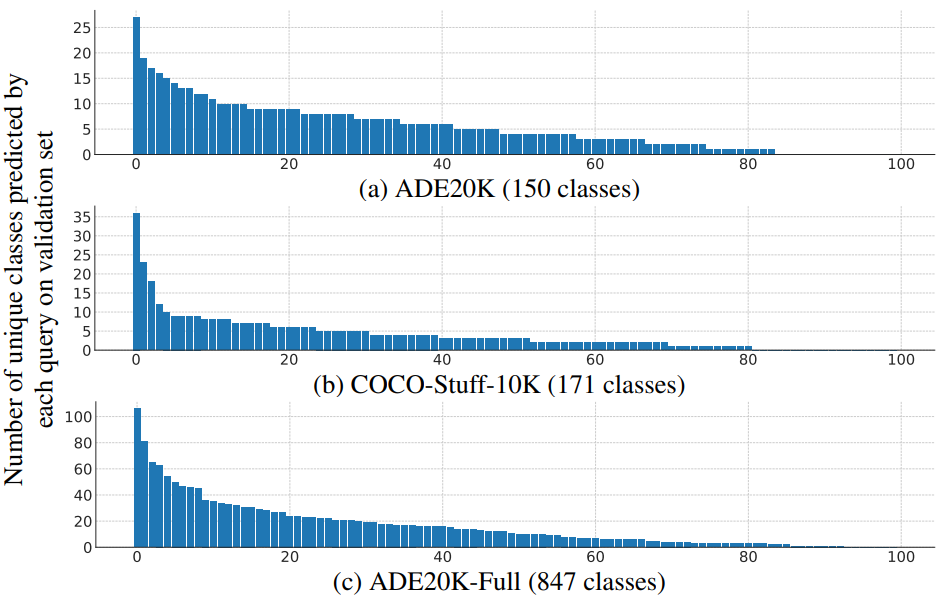 Number of unique classes predicted by
each query on validation set
25
20
15
10
5
0
0 20 40 60 80 100
(a) ADE20K (150 classes)
35
30
25
20
15
10
5
0
0 20 40 60 80 100
(b) COCO-Stuff-10K (171 classes)
100
80
60
40
20
0
0 20 40 60 80 100
(c) ADE20K-Full (847 classes)